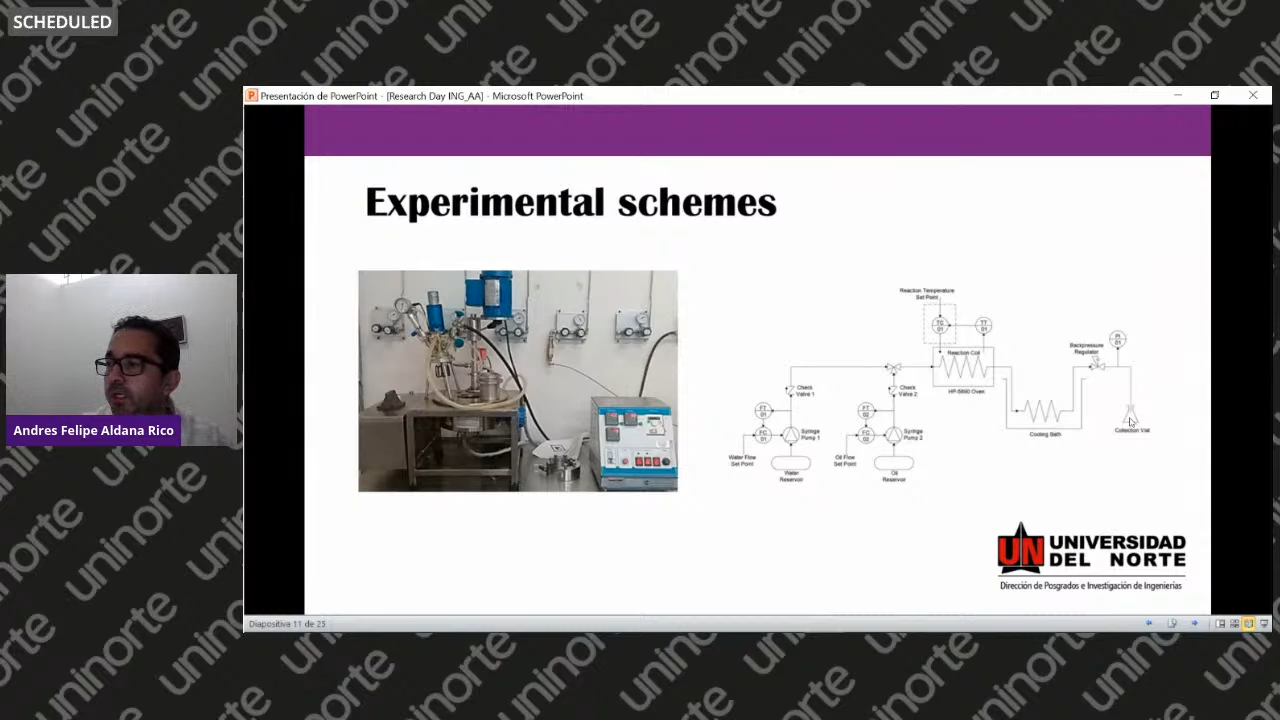 SCHEDULED
Presentación de PowerPoint - [Research Day ING_AA] - Microsoft PowerPoint
Experimental schemes
Reaction Temperature
Set Point
TC
01
TT
01
PI
01
Backpressure
Regulator
Reaction Coil
HP-5890 Oven
Check
Valve 1
Check
Valve 2
FT
01
FT
02
FC
01
Syringe
Pump 1
FC
02
Syringe
Pump 2
Cooling Bath
Collection Vial
Water Flow
Set Point
Oil Flow
Set Point
Water
Reservoir
Oil
Reservoir
Andres Felipe Aldana Rico
UN UNIVERSIDAD
DEL NORTE
Dirección de Posgrados e Investigación de Ingenierías
Diapositiva 11 de 25
uninorte